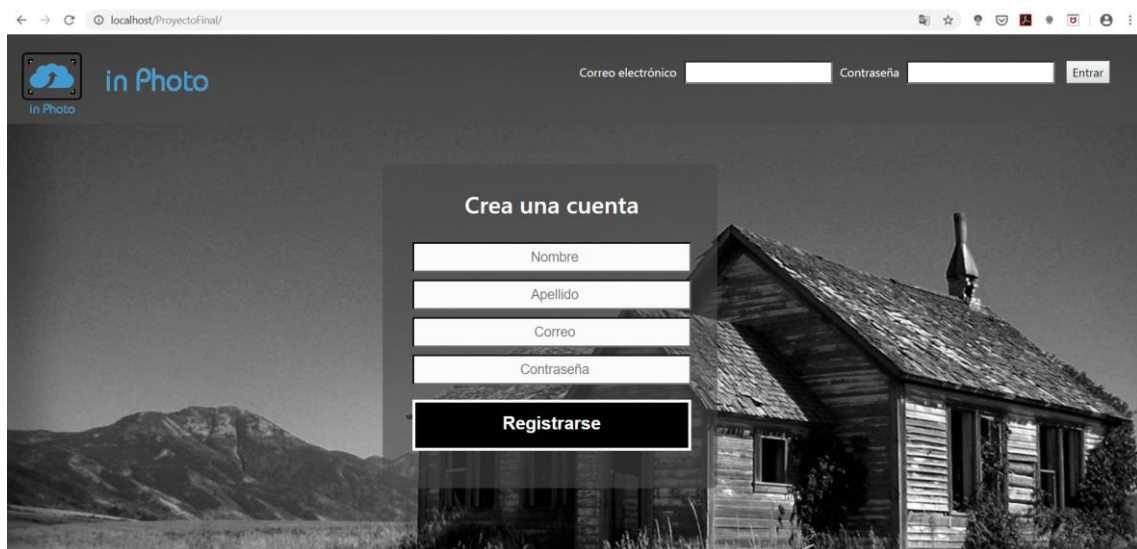 localhost/ProyectoFinal/
in Photo
in Photo
Correo electrónico Contraseña Entrar
Crea una cuenta
Nombre
Apellido
Correo
Contraseña
Registrarse